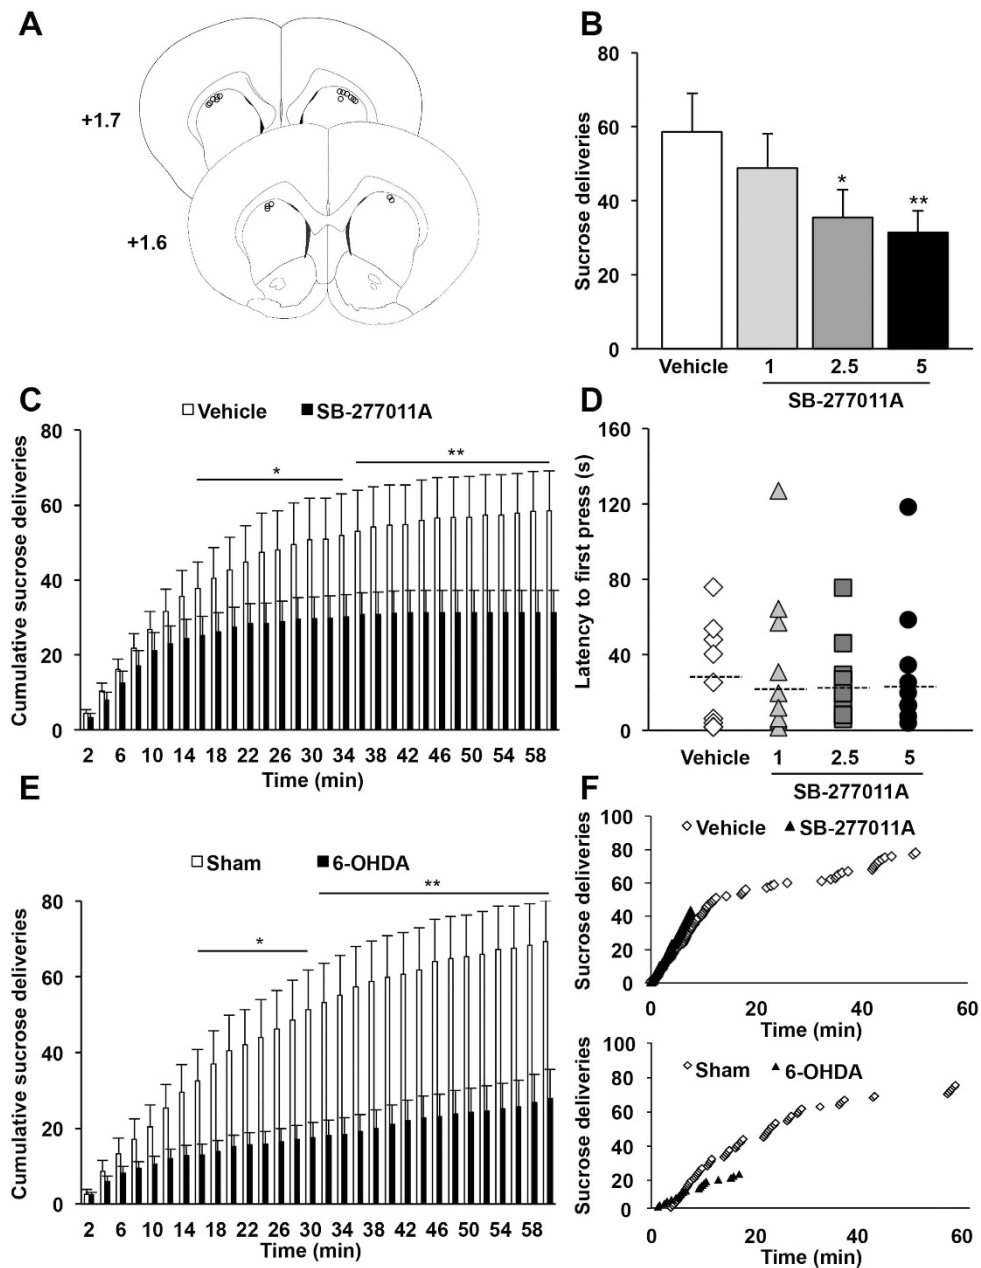 A
+1.7
+1.6
B
Sucrose deliveries
80
60
40
20
0
*
**
Vehicle 1 2.5 5
SB-277011A
C
Vehicle SB-277011A
Cumulative sucrose deliveries
80
60
40
20
0
*
**
2 6 10 14 18 22 26 30 34 38 42 46 50 58
Time (min)
D
Latency to first press (s)
160
120
80
40
0
Vehicle 1 2.5 5
SB-277011A
E
Sham 6-OHDA
Cumulative sucrose deliveries
80
60
40
20
0
*
**
2 6 10 14 18 22 26 30 34 38 42 46 50 58
Time (min)
F
Vehicle SB-277011A
Sucrose deliveries
100
80
60
40
20
0
0 20 40 60
Time (min)
Sham 6-OHDA
Sucrose deliveries
100
80
60
40
20
0
0 20 40 60
Time (min)